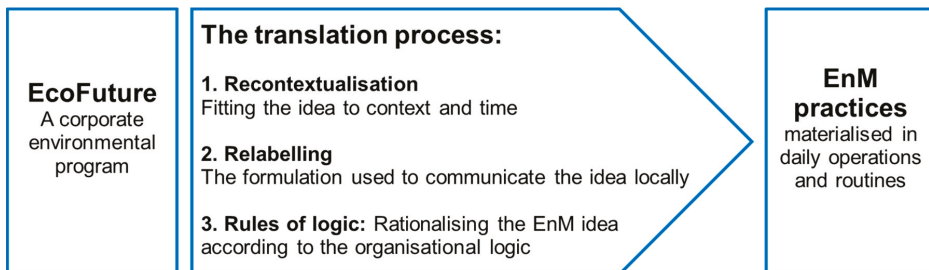 EcoFuture
A corporate
environmental
program
The translation process:
1. Recontextualisation
Fitting the idea to context and time
2. Relabelling
The formulation used to communicate the idea locally
3. Rules of logic: Rationalising the EnM idea
according to the organisational logic
EnM
practices
materialised in
daily operations
and routines